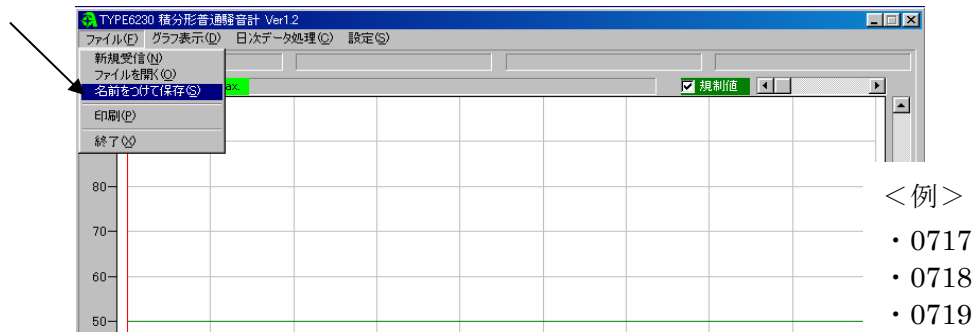 TYPE6230 積分形普通騒音計 Ver1.2
ファイル(F) グラフ表示(D) 日次データ処理(C) 設定(S)
新規受信(N)
ファイルを開く(O)
名前をつけて保存(S)
ax.
規制値
印刷(P)
終了(X)
80
70
60
50
＜例＞
・0717
・0718
・0719